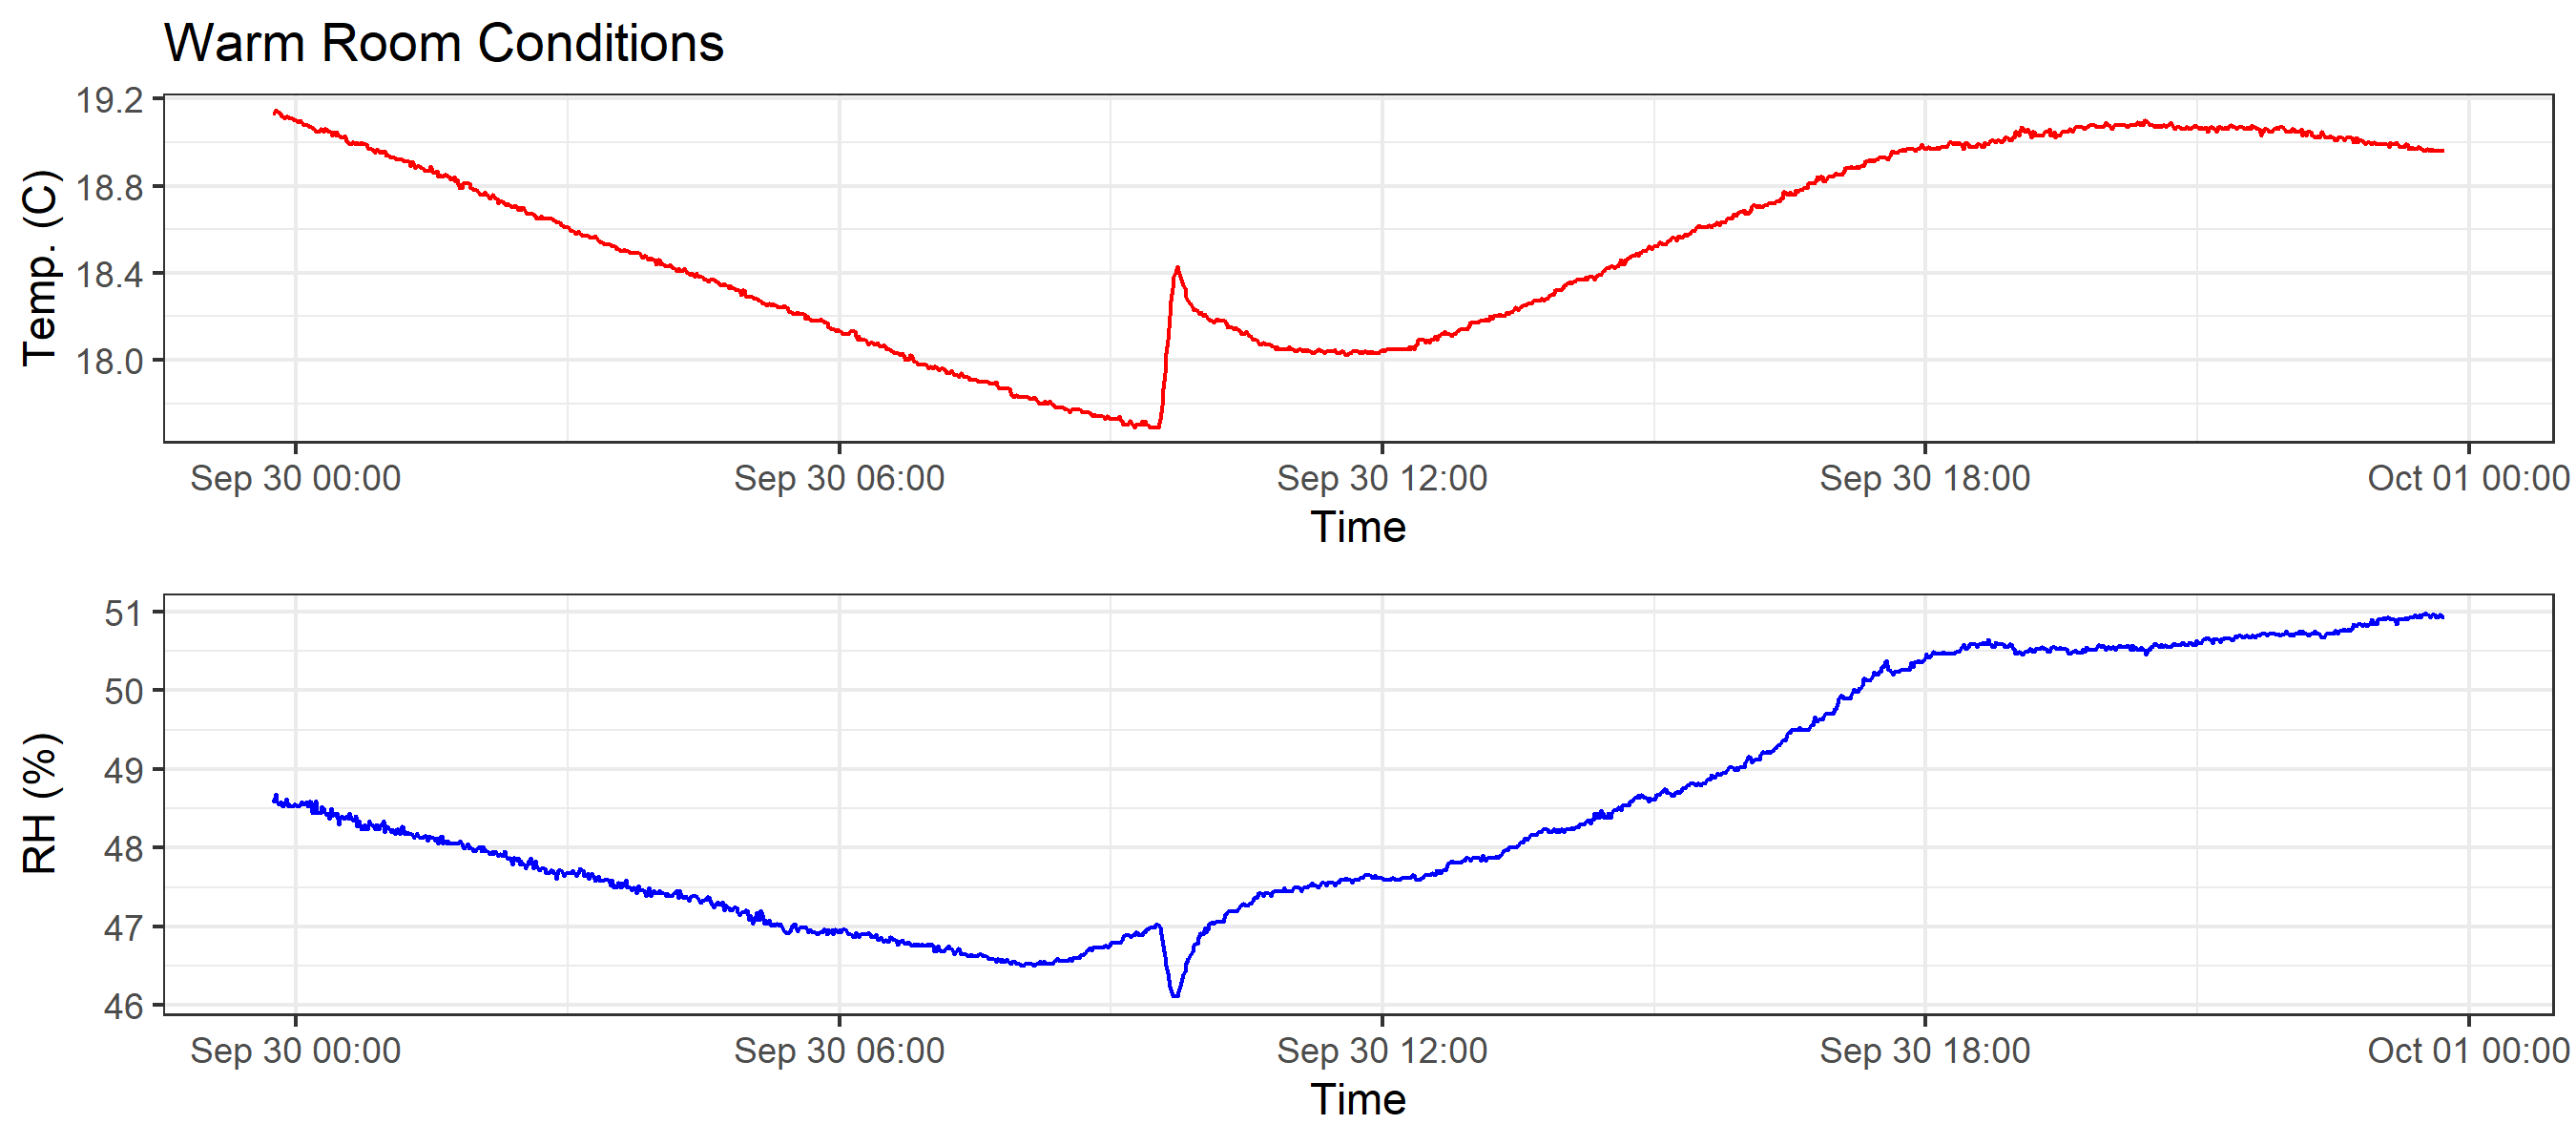 Warm Room Conditions
19.2
18.8
18.4
18.0
Temp. (C)
Sep 30 00:00 Sep 30 06:00 Sep 30 12:00 Sep 30 18:00 Oct 01 00:00
Time
51
50
49
48
47
46
RH (%)
Sep 30 00:00 Sep 30 06:00 Sep 30 12:00 Sep 30 18:00 Oct 01 00:00
Time